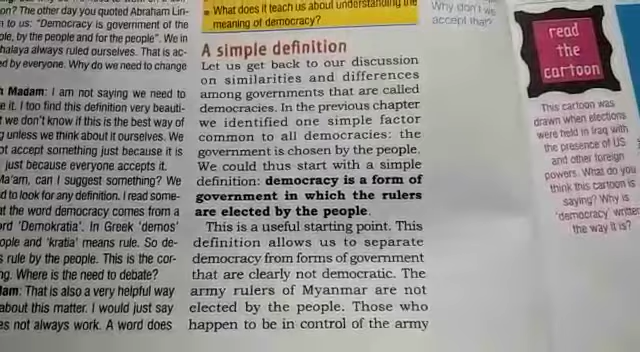 on? The other day you quoted Abraham Lin-
n to us: "Democracy is government of the
ple, by the people and for the people". We in
halaya always ruled ourselves. That is ac-
ed by everyone. Why do we need to change
Madam: I am not saying we need to
e it. I too find this definition very beauti-
t we don't know if this is the best way of
g unless we think about it ourselves. We
ot accept something just because it is
just because everyone accepts it.
Ma'am, can I suggest something? We
d to look for any definition. I read some-
at the word democracy comes from a
ord 'Demokratia'. In Greek 'demos'
ople and 'kratia' means rule. So de-
s rule by the people. This is the cor-
ng. Where is the need to debate?
dam: That is also a very helpful way
about this matter. I would just say
es not always work. A word does
• What does it teach us about understanding the
meaning of democracy?
A simple definition
Let us get back to our discussion
on similarities and differences
among governments that are called
democracies. In the previous chapter
we identified one simple factor
common to all democracies: the
government is chosen by the people.
We could thus start with a simple
definition: democracy is a form of
government in which the rulers
are elected by the people.
This is a useful starting point. This
definition allows us to separate
democracy from forms of government
that are clearly not democratic. The
army rulers of Myanmar are not
elected by the people. Those who
happen to be in control of the army
Why don't we
accept that?
read
the
cartoon
This cartoon was
drawn when elections
were held in Iraq with
the presence of US
and other foreign
powers. What do you
think this cartoon is
saying? Why is
'democracy' written
the way it is?